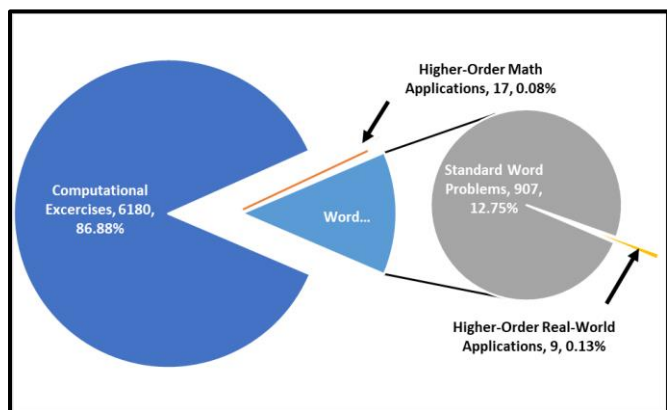 Higher-Order Math
Applications, 17, 0.08%
Computational
Excercises, 6180,
86.88%
Standard Word
Problems, 907,
12.75%
Word...
Higher-Order Real-World
Applications, 9, 0.13%